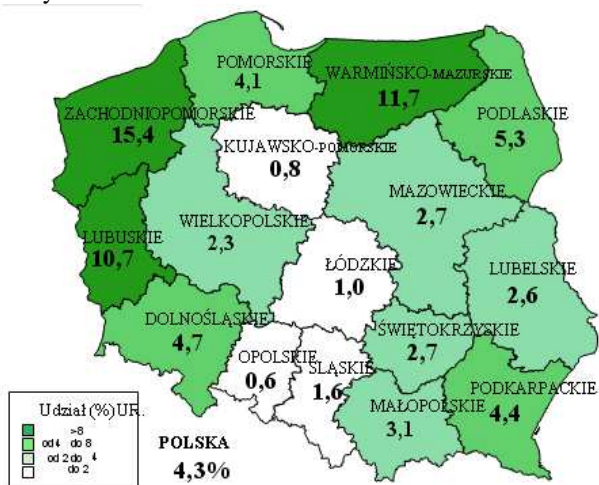 POMORSKIE
4,1
WARMIŃSKO-MAZURSKIE
11,7
ZACHODNIOPOMORSKIE
15,4
PODLASKIE
5,3
KUJAWSKO-POMORSKIE
0,8
MAZOWIECKIE
2,7
WIELKOPOLSKIE
2,3
LUBUSKIE
10,7
ŁÓDZKIE
1,0
LUBELSKIE
2,6
DOLNOŚLĄSKIE
4,7
ŚWIĘTOKRZYSKIE
2,7
OPOLSKIE
0,6
ŚLĄSKIE
1,6
PODKARPACKIE
4,4
MAŁOPOLSKIE
3,1
Udział (%) UR.
>8
od 4 do 8
od 2 do 4
do 2
POLSKA
4,3%